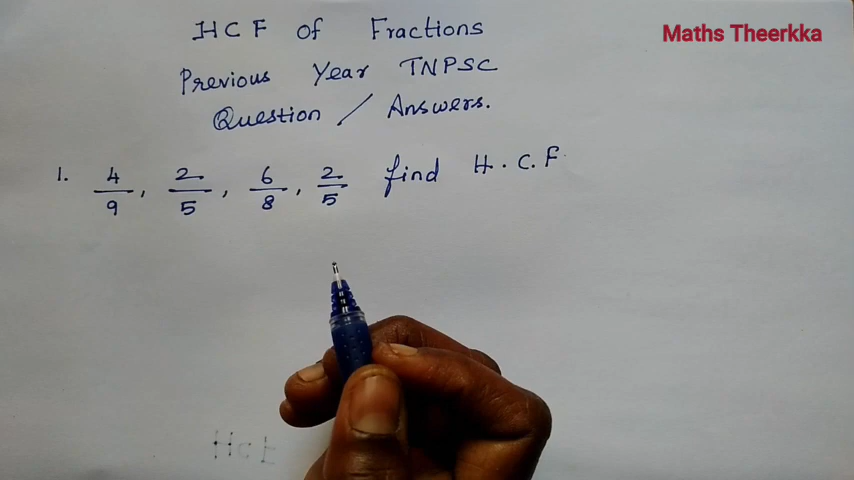 HCF of Fractions
Maths Theerkka
Previous Year TNPSC
Question / Answers.
1. 4/9, 2/5, 6/8, 2/5 find H.C.F
HCF